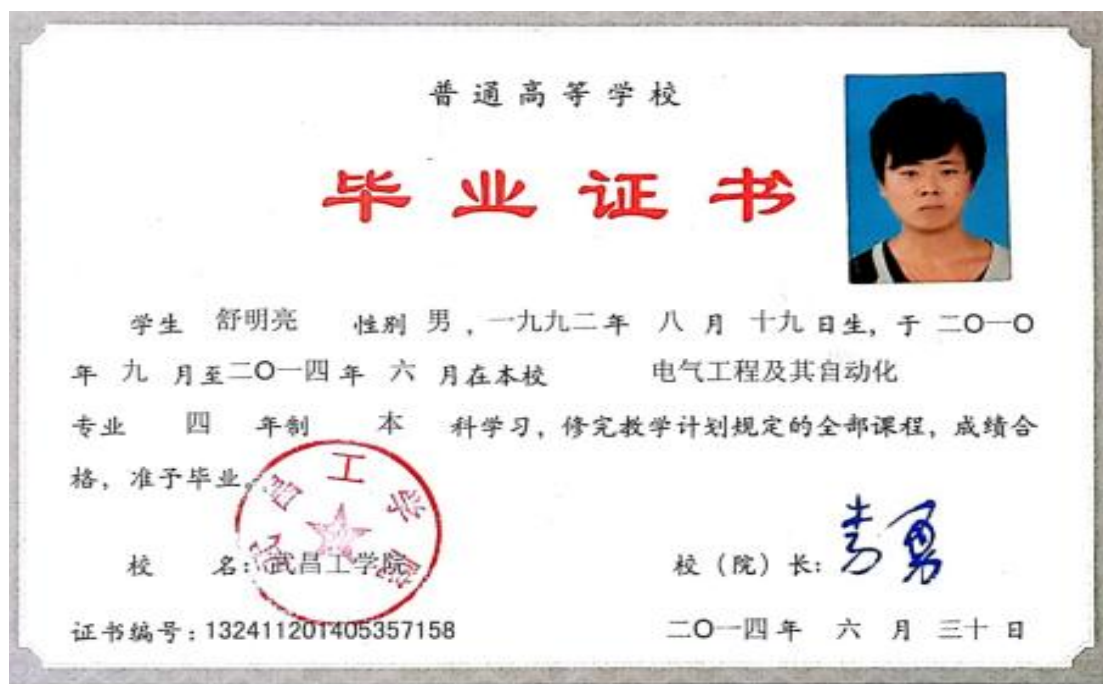 普通高等学校
毕业证书
学生 舒明亮 性别 男，一九九二年 八 月 十九 日生，于 二〇一〇
年 九 月至二〇一四年 六 月在本校 电气工程及其自动化
专业 四 年制 本 科学习，修完教学计划规定的全部课程，成绩合
格，准予毕业。
武昌工学院
校 名：武昌工学院 校（院）长：
证书编号：132411201405357158 二〇一四年 六 月 三十 日